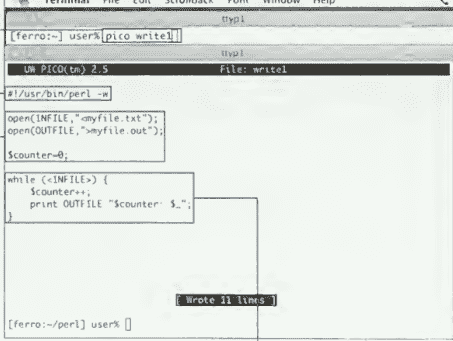 Terminal File Edit Scrollback Font Window Help
ttyp1
[ferro:~] user% pico write1
ttyp1
UW PICO(tm) 2.5 File: write1
#!/usr/bin/perl -w
open(INFILE,"<myfile.txt");
open(OUTFILE,">myfile.out");
$counter=0;
while (<INFILE>) {
$counter++;
print OUTFILE "$counter: $_";
}
[ Wrote 11 lines ]
[ferro:~/perl] user%